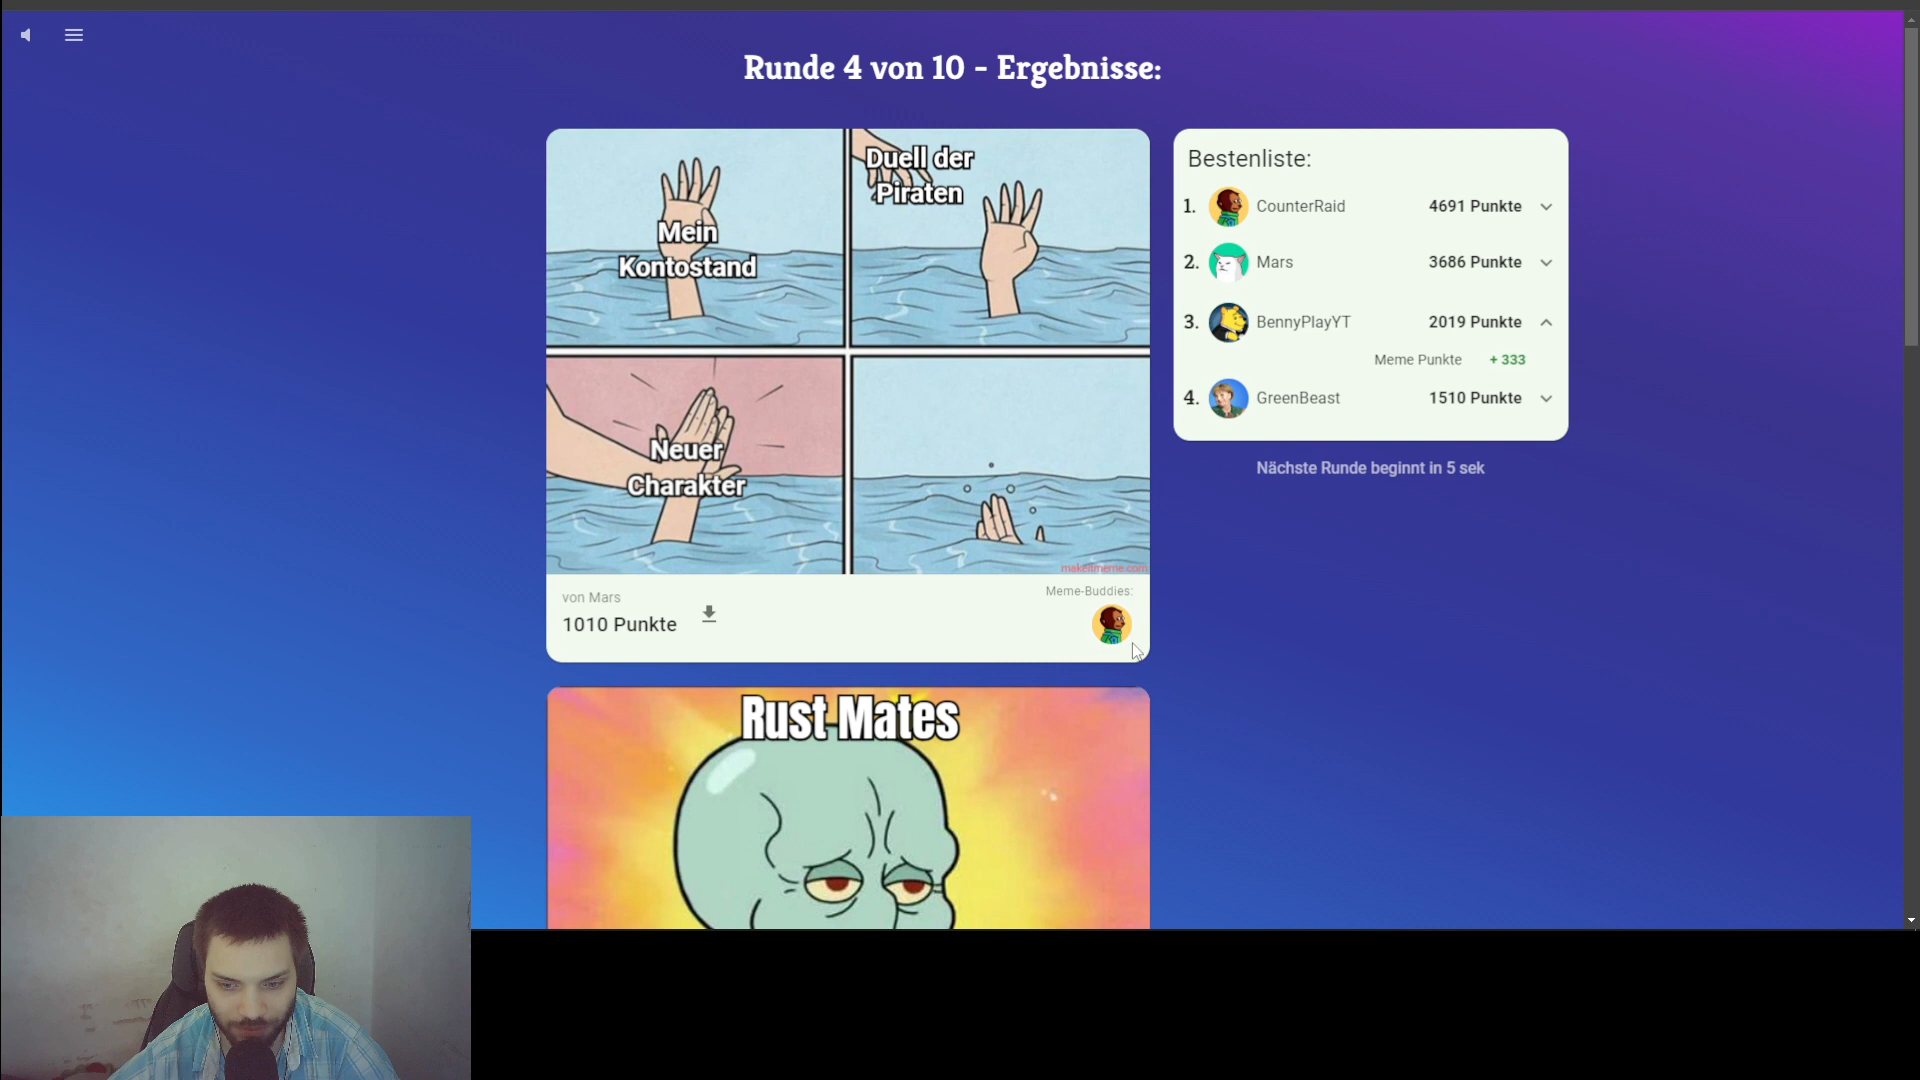 Runde 4 von 10 - Ergebnisse:
Mein
Kontostand
Duell der
Piraten
Neuer
Charakter
makeitmeme.com
von Mars
1010 Punkte
Meme-Buddies:
Rust Mates
Bestenliste:
1. CounterRaid 4691 Punkte
2. Mars 3686 Punkte
3. BennyPlayYT 2019 Punkte
Meme Punkte + 333
4. GreenBeast 1510 Punkte
Nächste Runde beginnt in 5 sek